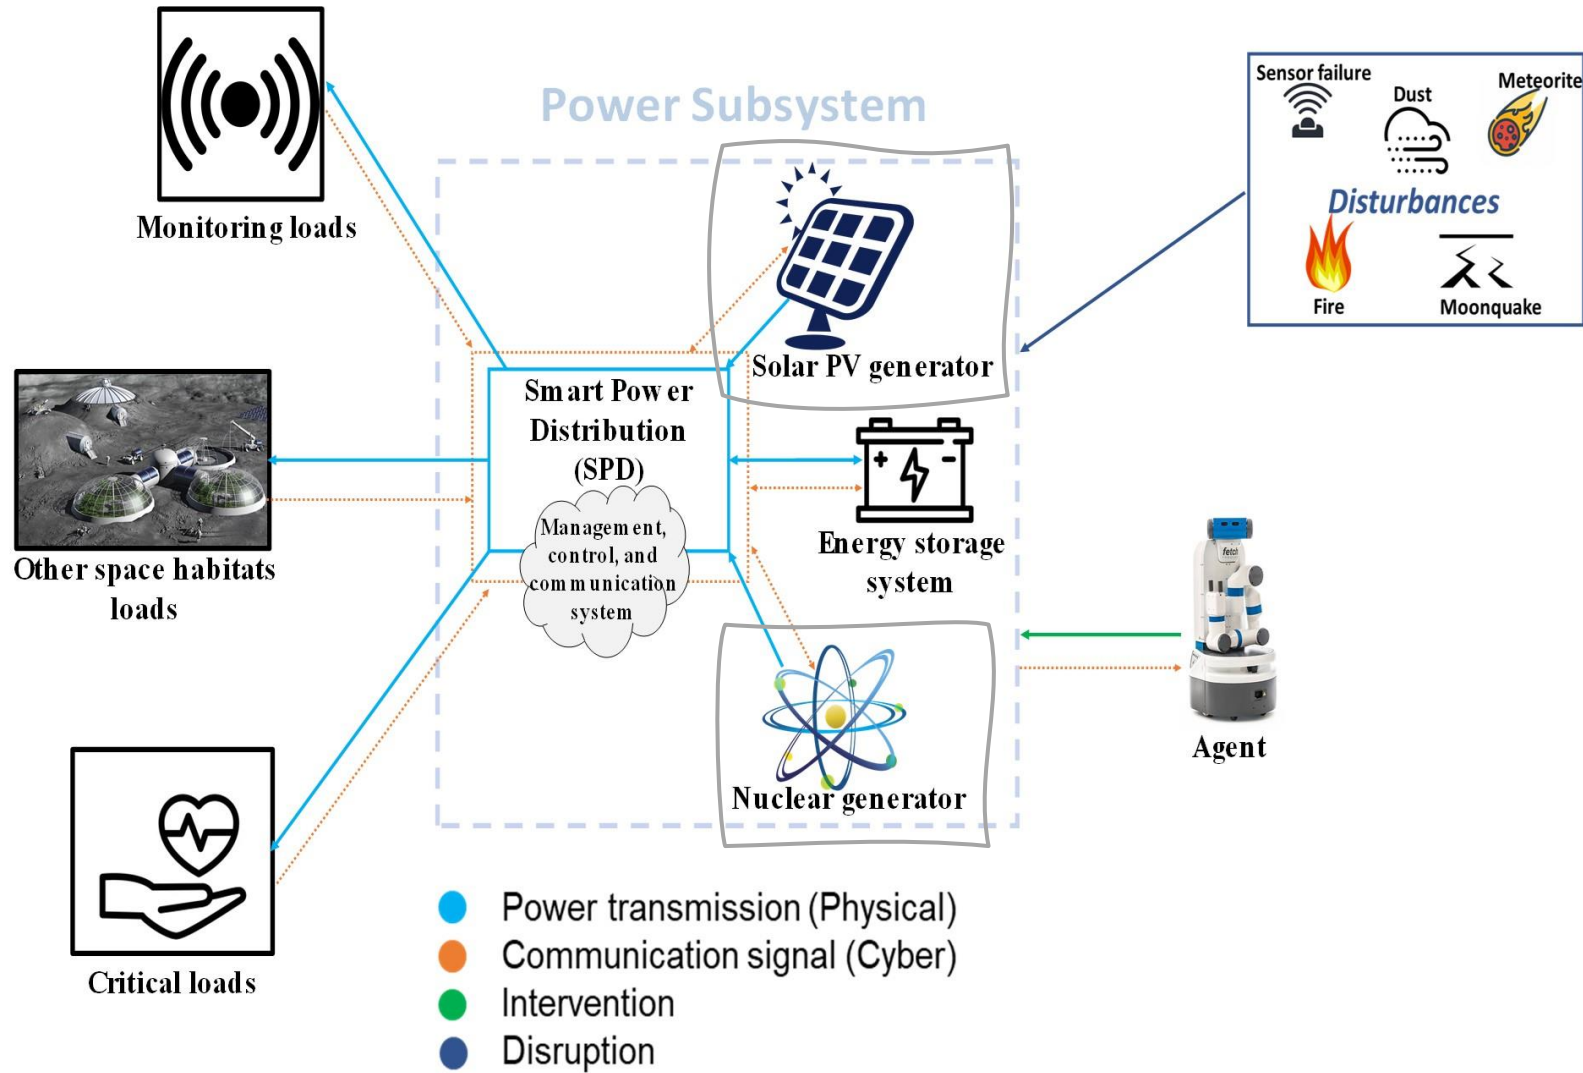 Power Subsystem
Monitoring loads
Sensor failure
Dust
Meteorite
Disturbances
Fire
Moonquake
Solar PV generator
Smart Power
Distribution
(SPD)
Management,
control, and
communication
system
Energy storage
system
Other space habitats
loads
fetch
Agent
Nuclear generator
Critical loads
Power transmission (Physical)
Communication signal (Cyber)
Intervention
Disruption